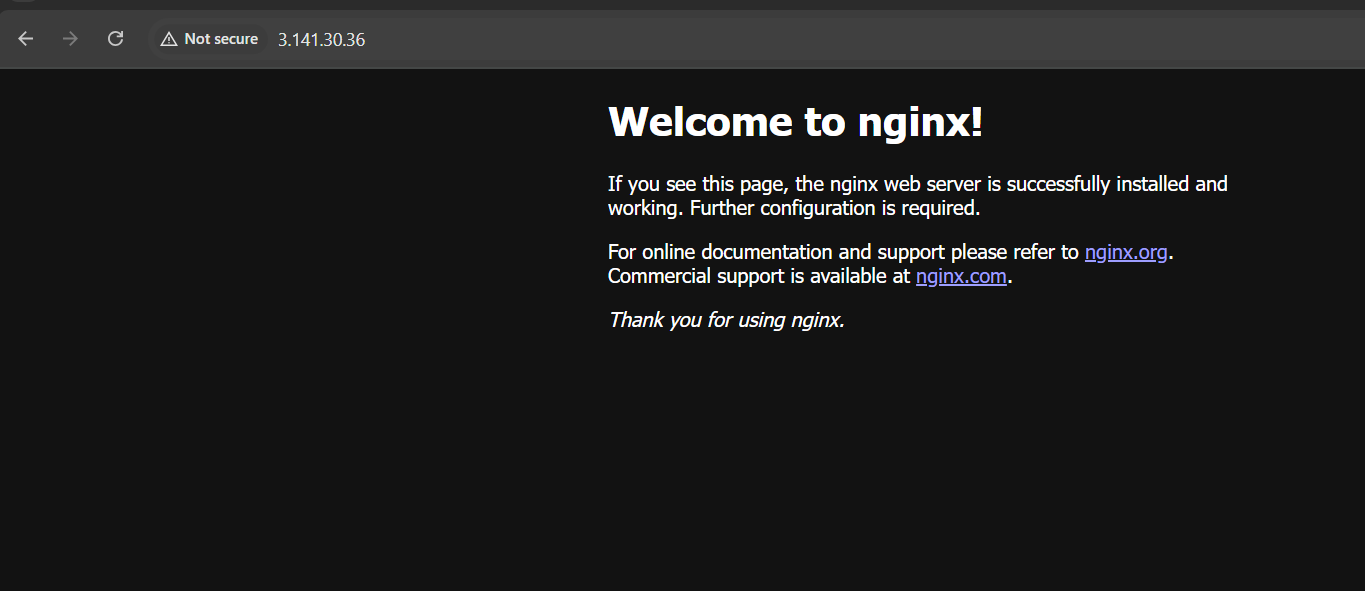 Not secure 3.141.30.36
Welcome to nginx!
If you see this page, the nginx web server is successfully installed and
working. Further configuration is required.
For online documentation and support please refer to nginx.org.
Commercial support is available at nginx.com.
Thank you for using nginx.